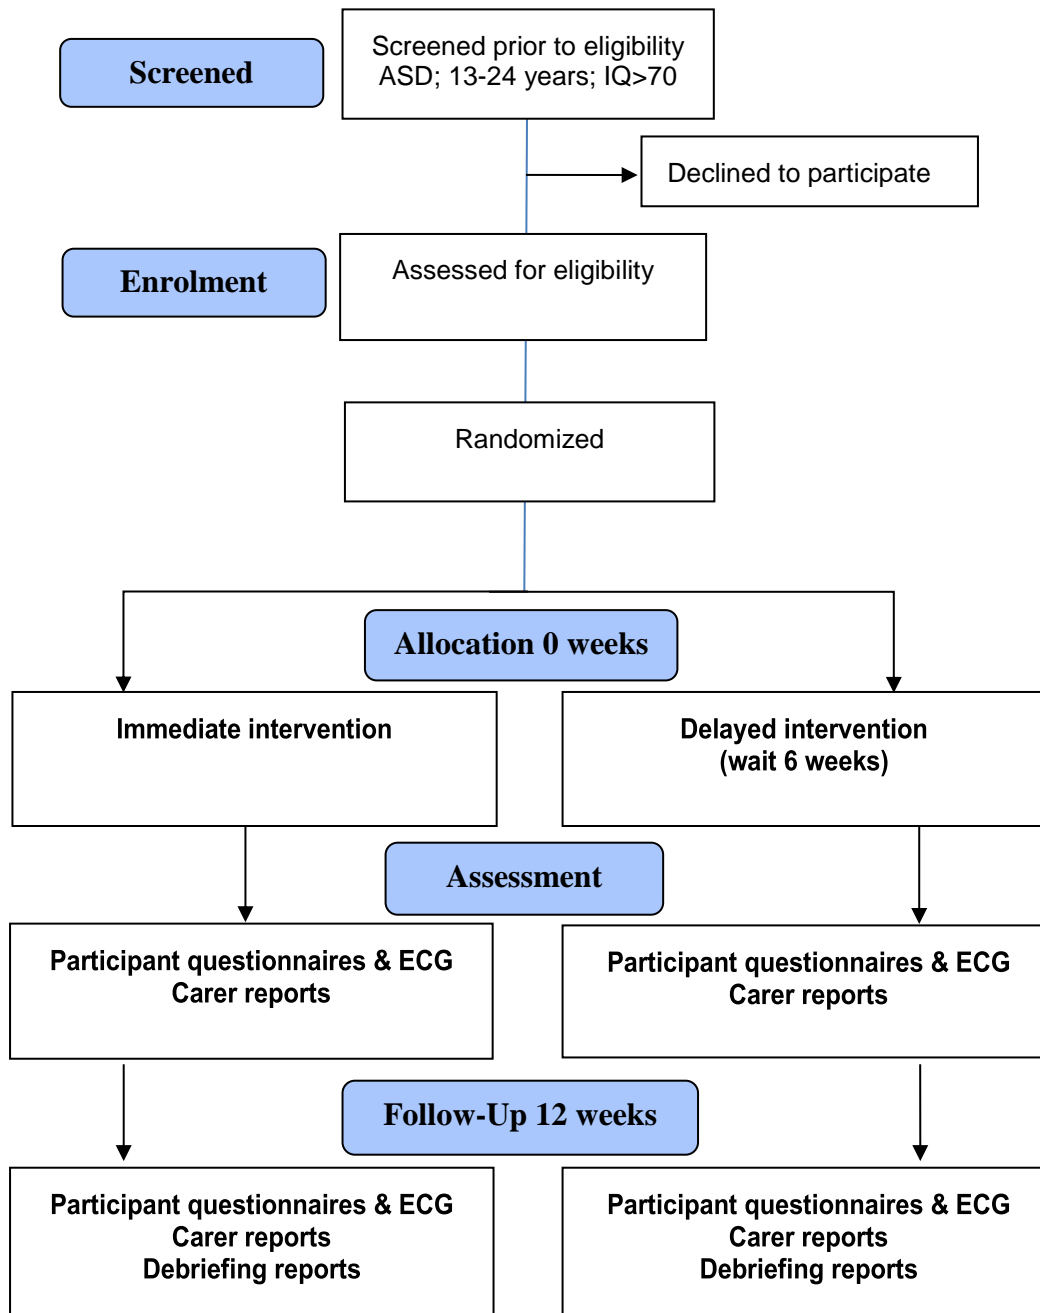 Screened
Screened prior to eligibility
ASD; 13-24 years; IQ>70
Declined to participate
Enrolment
Assessed for eligibility
Randomized
Allocation 0 weeks
Immediate intervention
Delayed intervention
(wait 6 weeks)
Assessment
Participant questionnaires & ECG
Carer reports
Participant questionnaires & ECG
Carer reports
Follow-Up 12 weeks
Participant questionnaires & ECG
Carer reports
Debriefing reports
Participant questionnaires & ECG
Carer reports
Debriefing reports